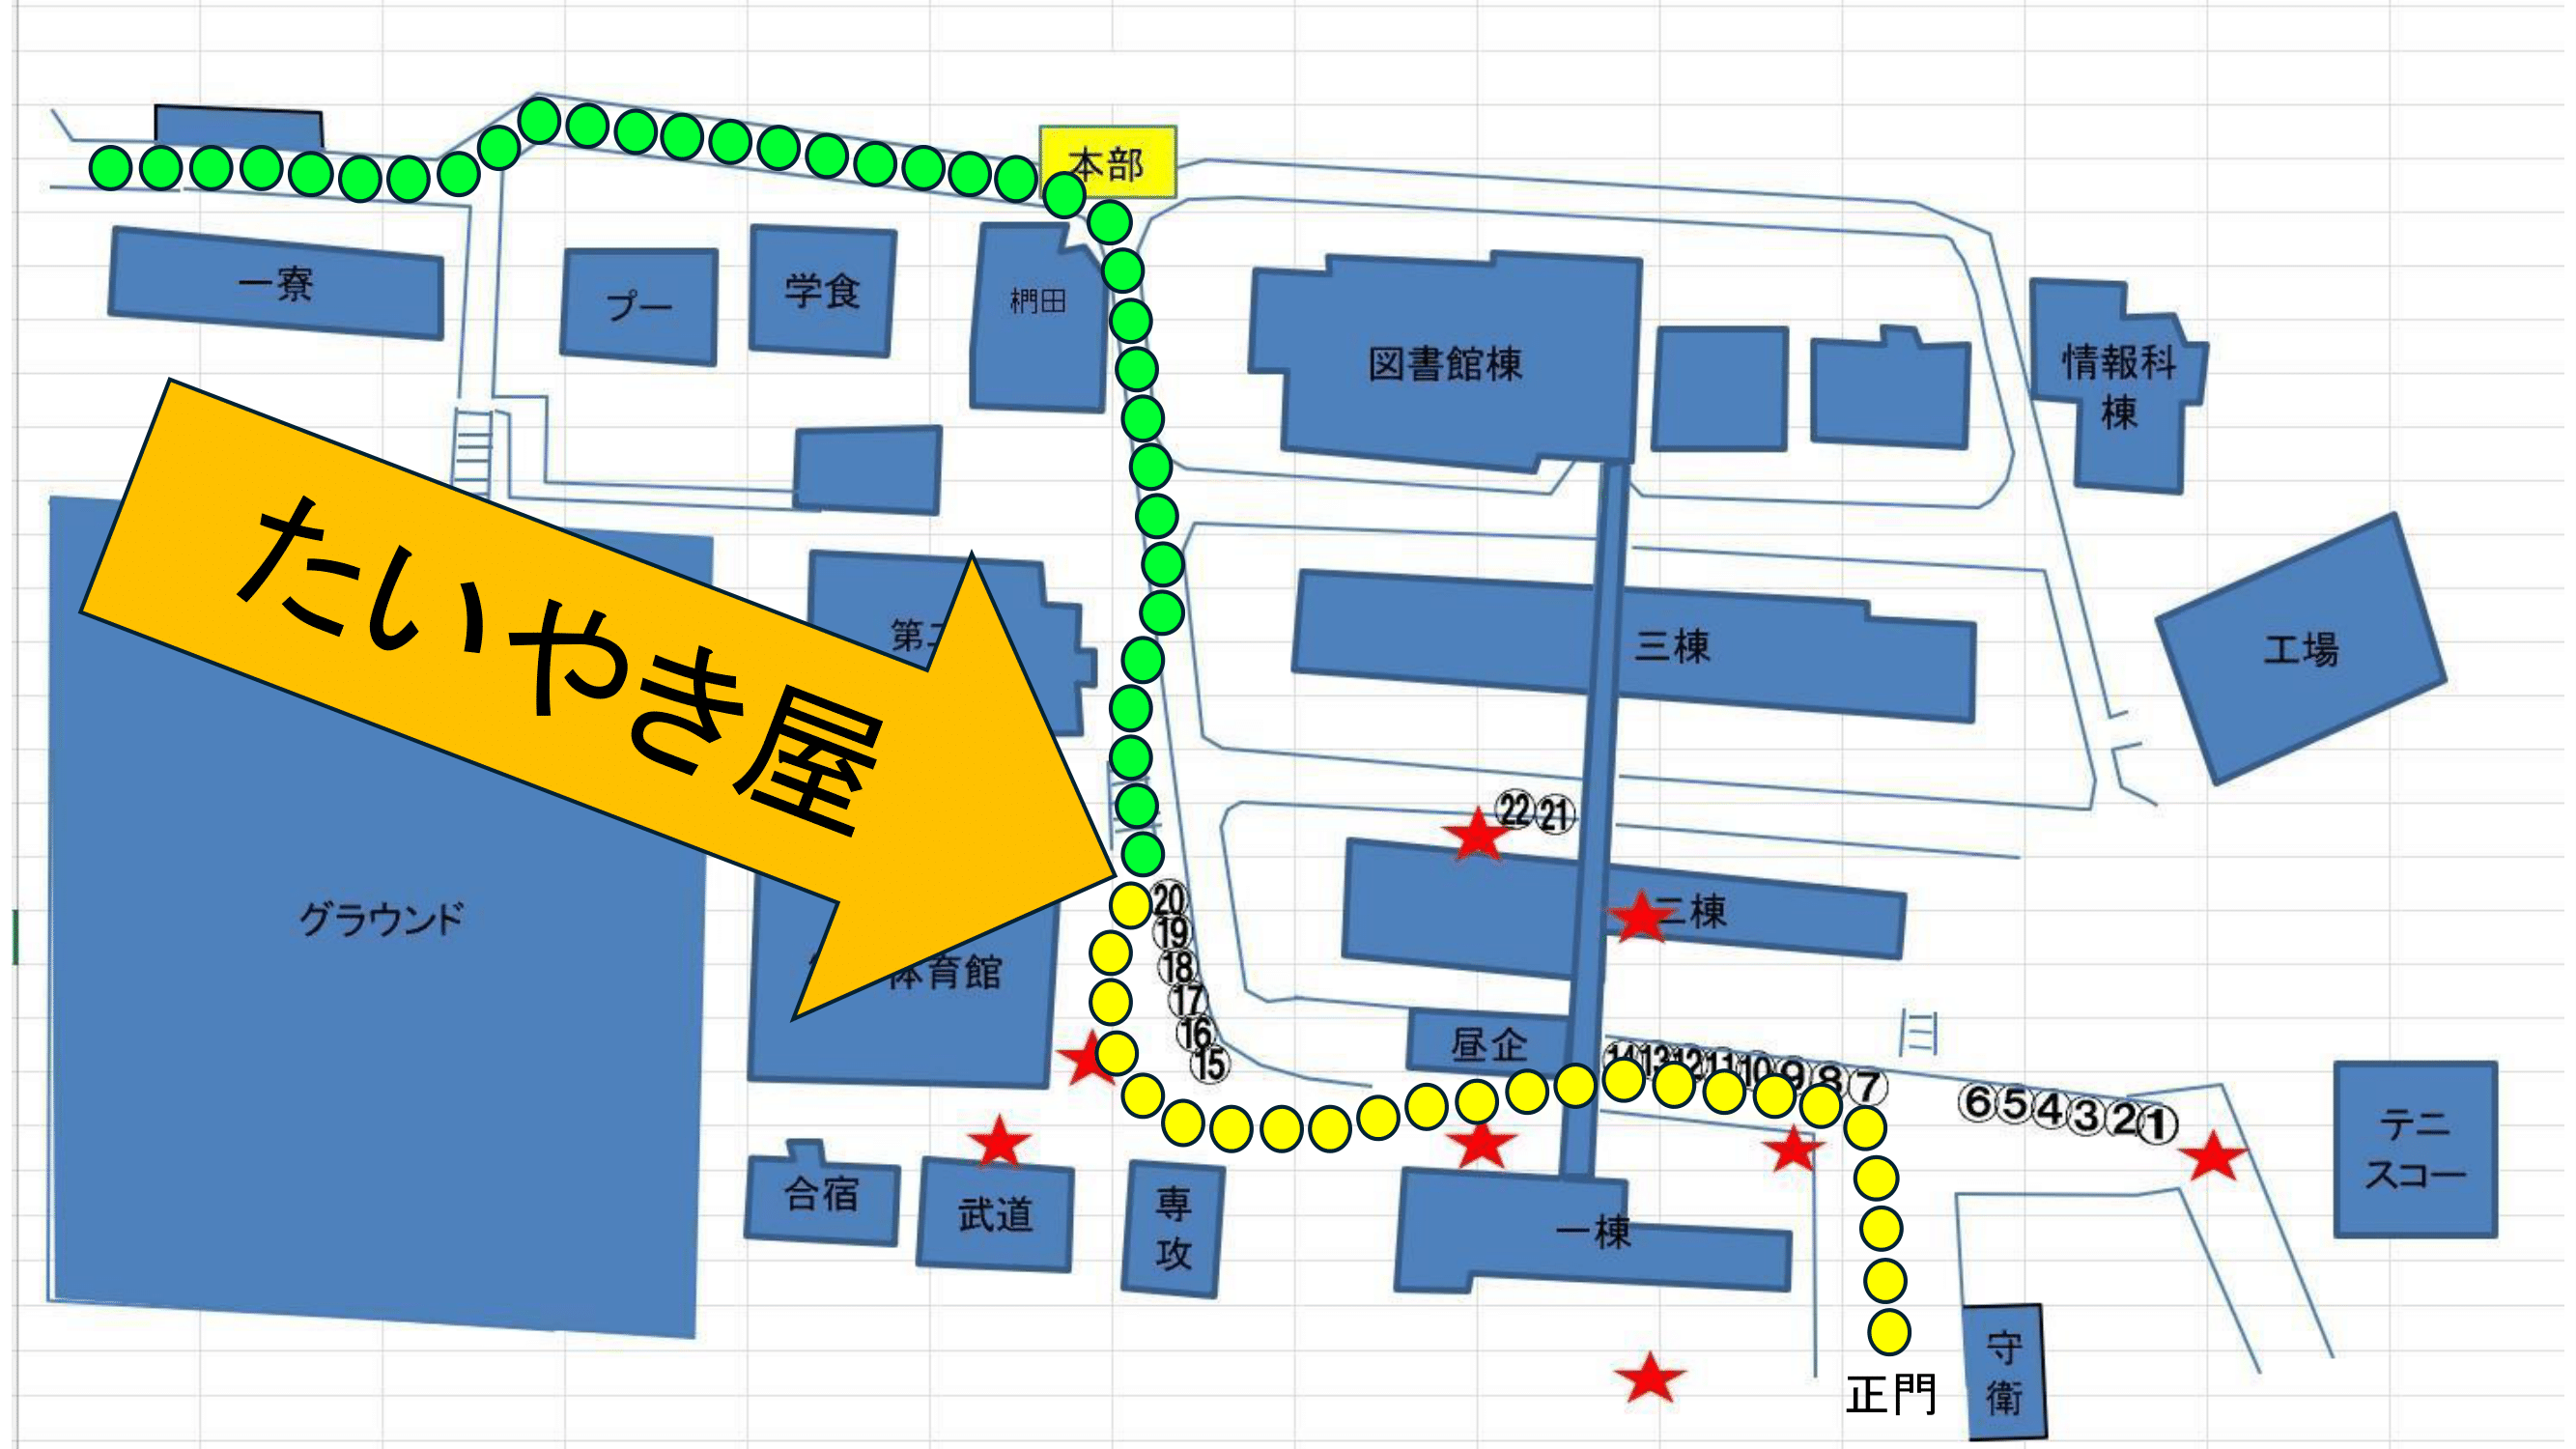 本部
一寮
プー
学食
椚田
図書館棟
情報科
棟
たいやき屋
第二
三棟
工場
㉒㉑
グラウンド
体育館
二棟
⑳
⑲
⑱
⑰
⑯
⑮
昼企
⑭⑬⑫⑪⑩⑨⑧⑦
⑥⑤④③②①
テニ
スコー
合宿
武道
専
攻
一棟
守
衛
正門